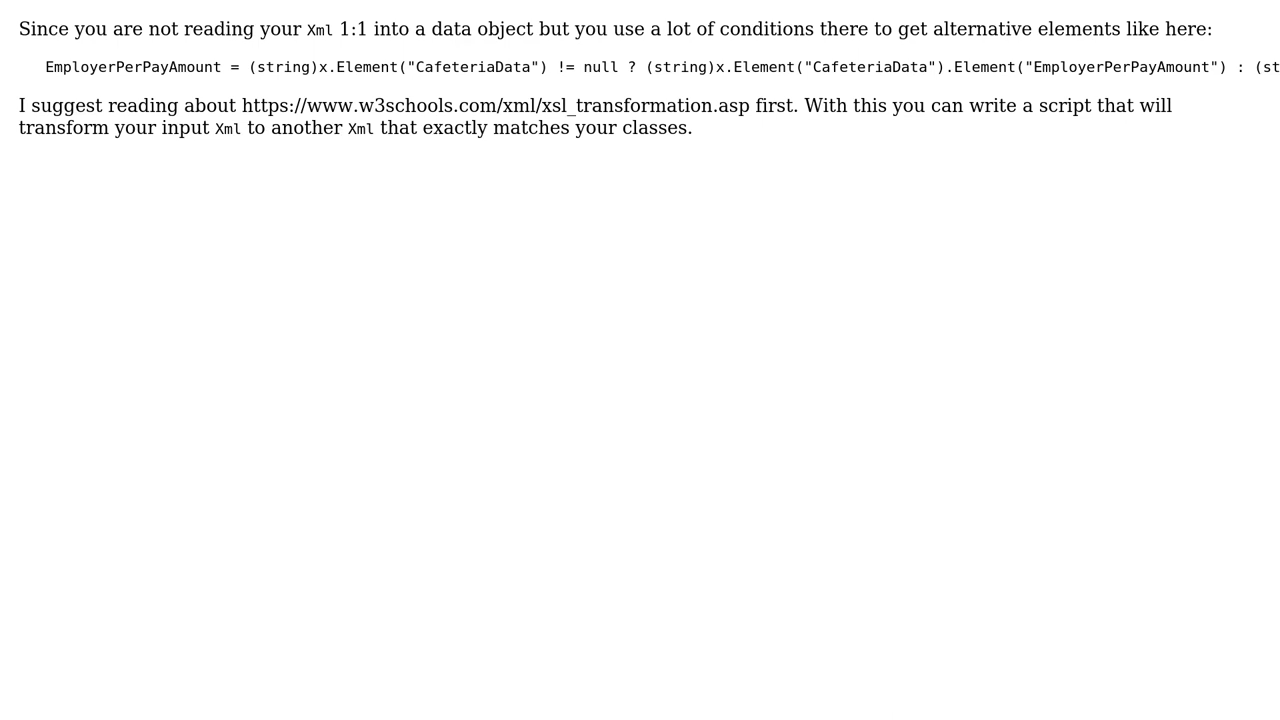 Since you are not reading your Xml 1:1 into a data object but you use a lot of conditions there to get alternative elements like here:
EmployerPerPayAmount = (string)x.Element("CafeteriaData") != null ? (string)x.Element("CafeteriaData").Element("EmployerPerPayAmount") : (st
I suggest reading about https://www.w3schools.com/xml/xsl_transformation.asp first. With this you can write a script that will
transform your input Xml to another Xml that exactly matches your classes.